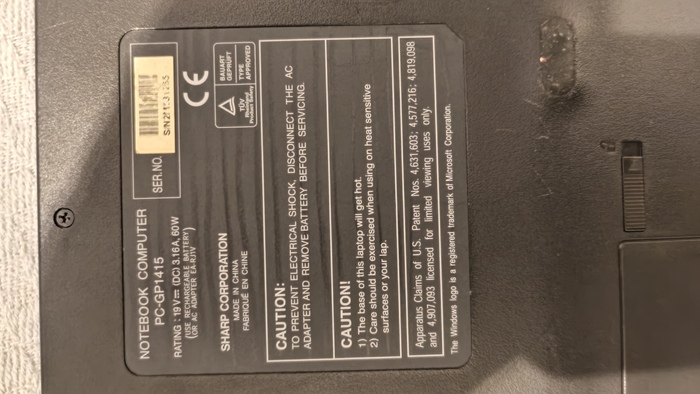 NOTEBOOK COMPUTER
PC-GP1415
RATING : 19V⎓ (DC) 3.16A, 60W
(USE RECHARGEABLE BATTERY)
(OR AC ADAPTER EA-BJ1V)
SER.NO.
SHARP CORPORATION
MADE IN CHINA
FABRIQUÉ EN CHINE
CE
TÜV
Rheinland
Product Safety
BAUART
GEPRÜFT
TYPE
APPROVED
CAUTION:
TO PREVENT ELECTRICAL SHOCK, DISCONNECT THE AC
ADAPTER AND REMOVE BATTERY BEFORE SERVICING.
CAUTION!
1) The base of this laptop will get hot.
2) Care should be exercised when using on heat sensitive
surfaces or your lap.
Apparatus Claims of U.S. Patent Nos. 4,631,603; 4,577,216; 4,819,098
and 4,907,093 licensed for limited viewing uses only.
The Windows logo is a registered trademark of Microsoft Corporation.